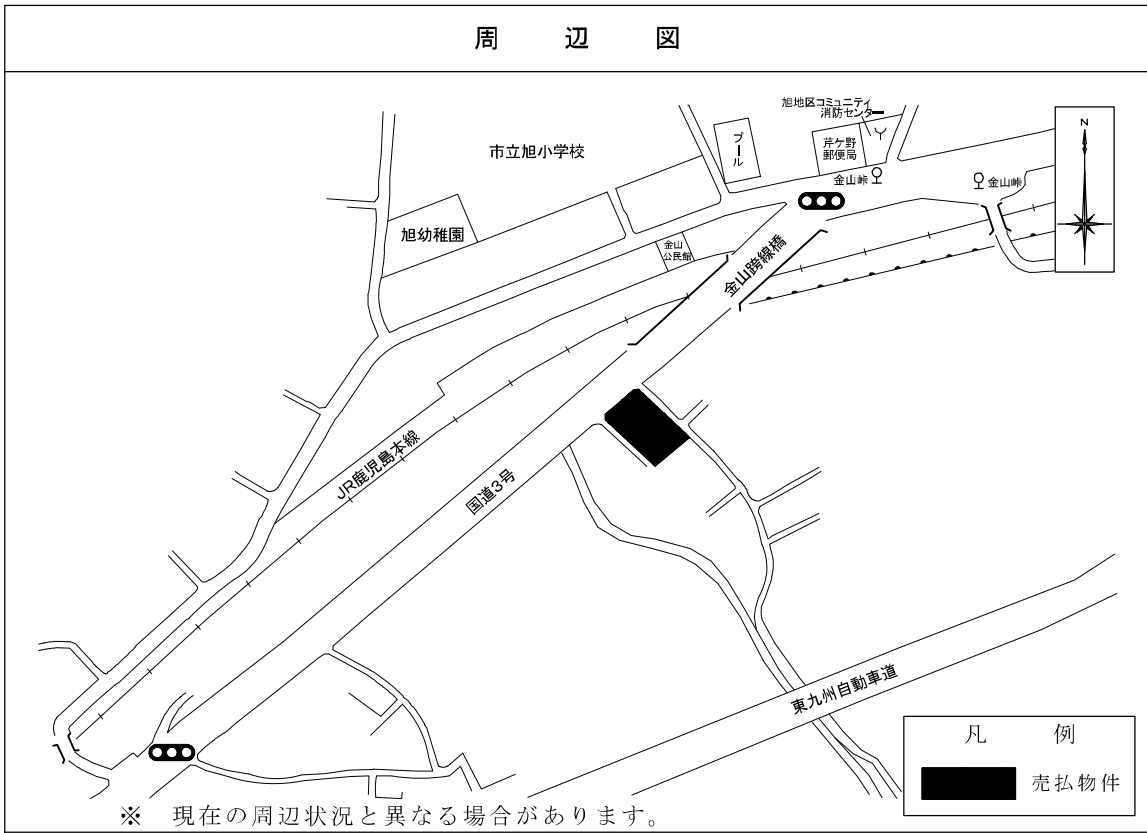 周辺図
旭地区コミュニティ
消防センター
プール
芹ケ野
郵便局
市立旭小学校
N
金山峠
金山峠
旭幼稚園
金山
公民館
金山跨線橋
JR鹿児島本線
国道3号
東九州自動車道
凡例
売払物件
※ 現在の周辺状況と異なる場合があります。